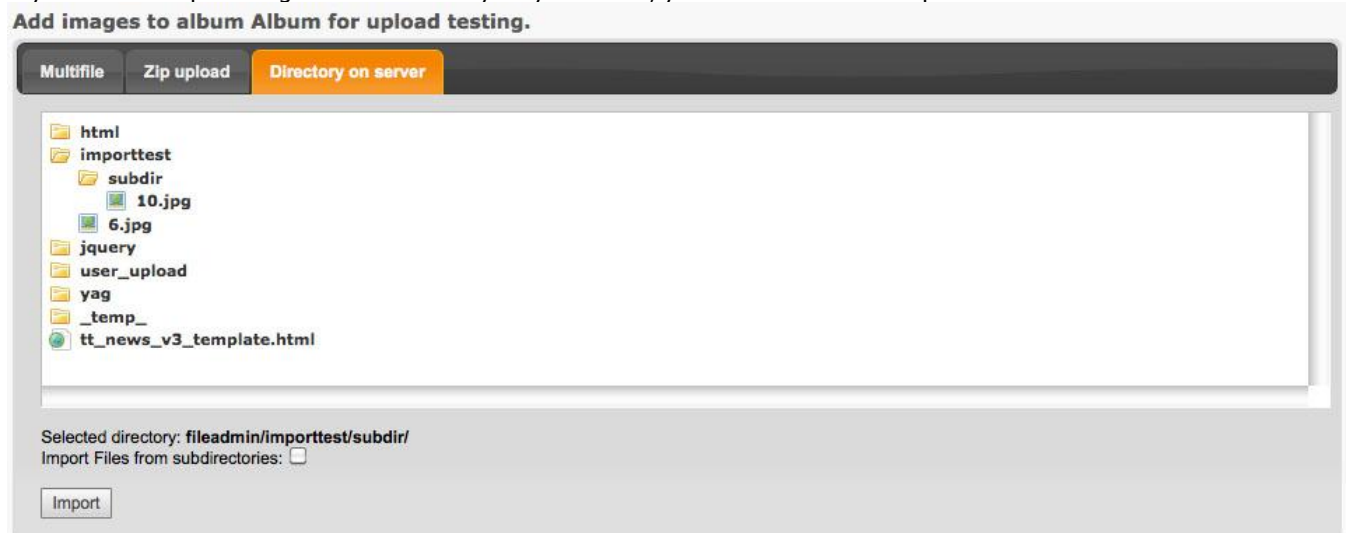 Add images to album Album for upload testing.
Multifile Zip upload Directory on server
html
importtest
subdir
10.jpg
6.jpg
jquery
user_upload
yag
_temp_
tt_news_v3_template.html
Selected directory: fileadmin/importtest/subdir/
Import Files from subdirectories:
Import